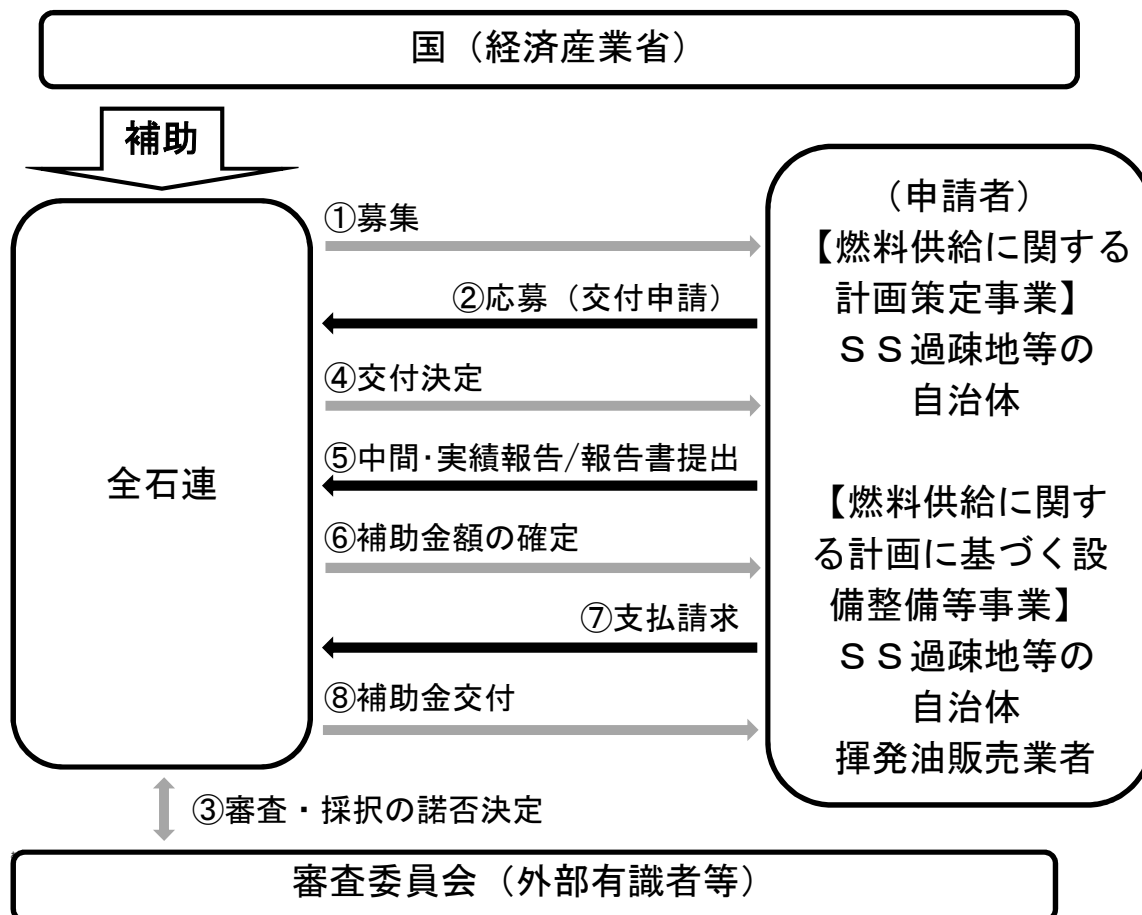 国（経済産業省）
補助
全石連
①募集
②応募（交付申請）
④交付決定
⑤中間･実績報告/報告書提出
⑥補助金額の確定
⑦支払請求
⑧補助金交付
（申請者）
【燃料供給に関する
計画策定事業】
ＳＳ過疎地等の
自治体
【燃料供給に関す
る計画に基づく設
備整備等事業】
ＳＳ過疎地等の
自治体
揮発油販売業者
③審査・採択の諾否決定
審査委員会（外部有識者等）